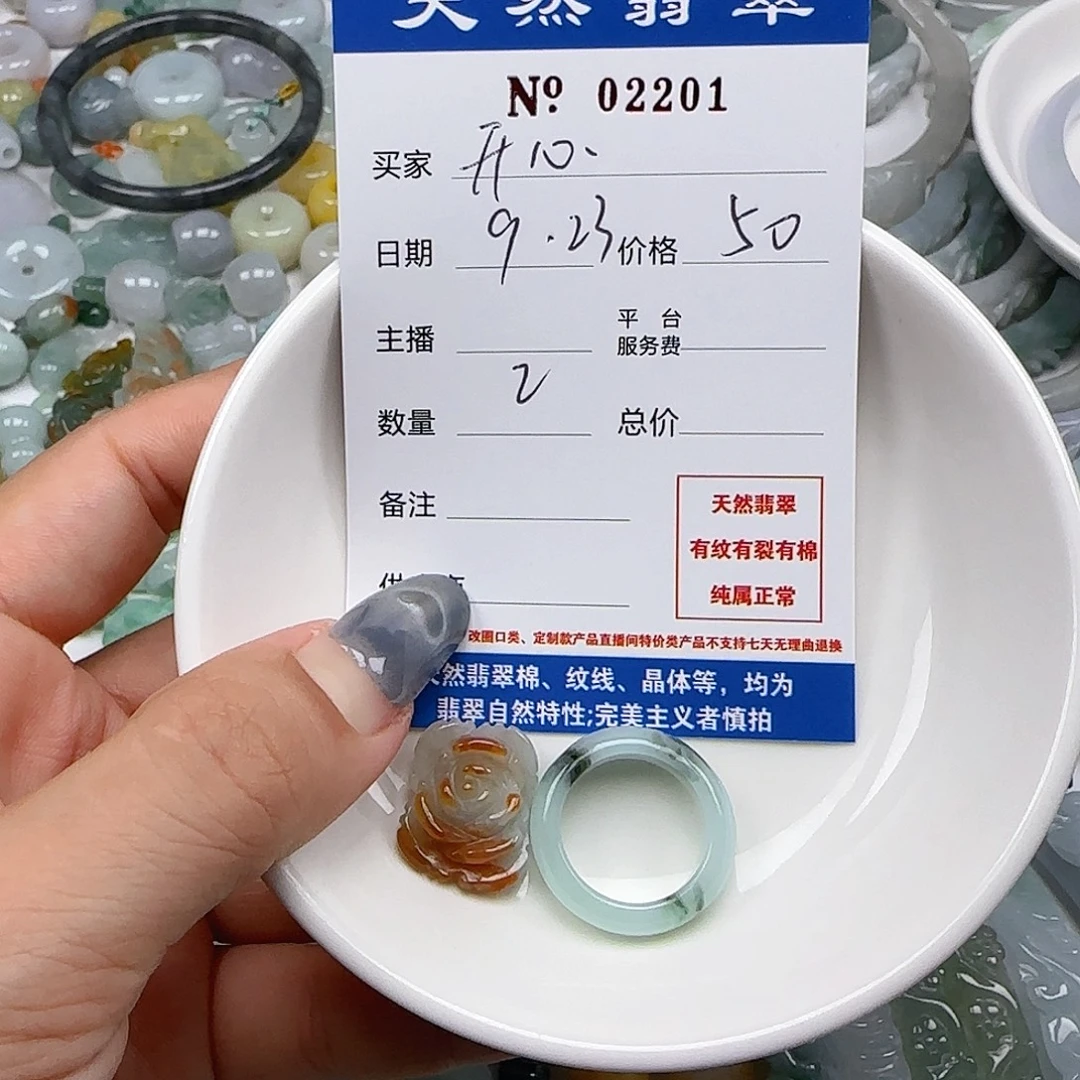 天然翡翠
Nº 02201
买家 开10.
日期 9.23 价格 50
主播 平台服务费
数量 2 总价
备注
天然翡翠
有纹有裂有棉
纯属正常
供
改圈口类、定制款产品直播间特价类产品不支持七天无理由退换
然翡翠棉、纹线、晶体等，均为
翡翠自然特性;完美主义者慎拍